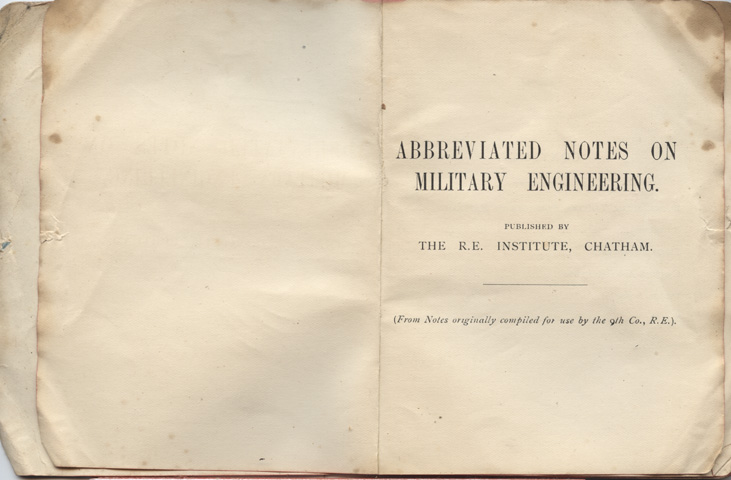 ABBREVIATED NOTES ON
MILITARY ENGINEERING.
PUBLISHED BY
THE R.E. INSTITUTE, CHATHAM.
(From Notes originally compiled for use by the 9th Co., R.E.).